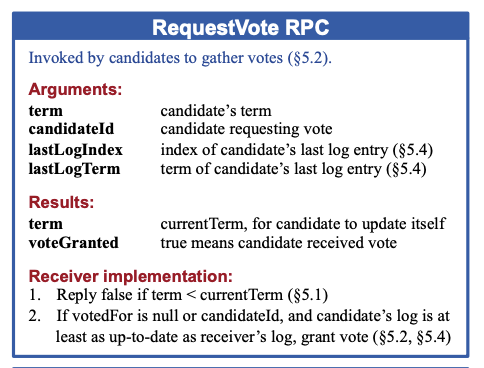 RequestVote RPC
Invoked by candidates to gather votes (§5.2).
Arguments:
term candidate’s term
candidateId candidate requesting vote
lastLogIndex index of candidate’s last log entry (§5.4)
lastLogTerm term of candidate’s last log entry (§5.4)
Results:
term currentTerm, for candidate to update itself
voteGranted true means candidate received vote
Receiver implementation:
1. Reply false if term < currentTerm (§5.1)
2. If votedFor is null or candidateId, and candidate’s log is at
least as up-to-date as receiver’s log, grant vote (§5.2, §5.4)